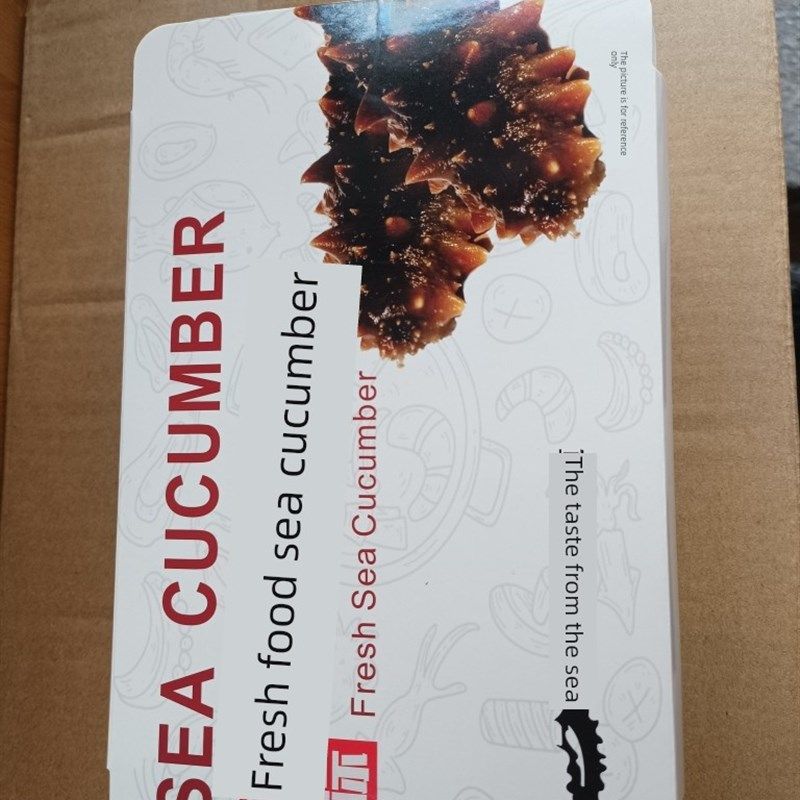 SEA CUCUMBER
Fresh food sea cucumber
Fresh Sea Cucumber
The picture is for reference
only
The taste from the sea